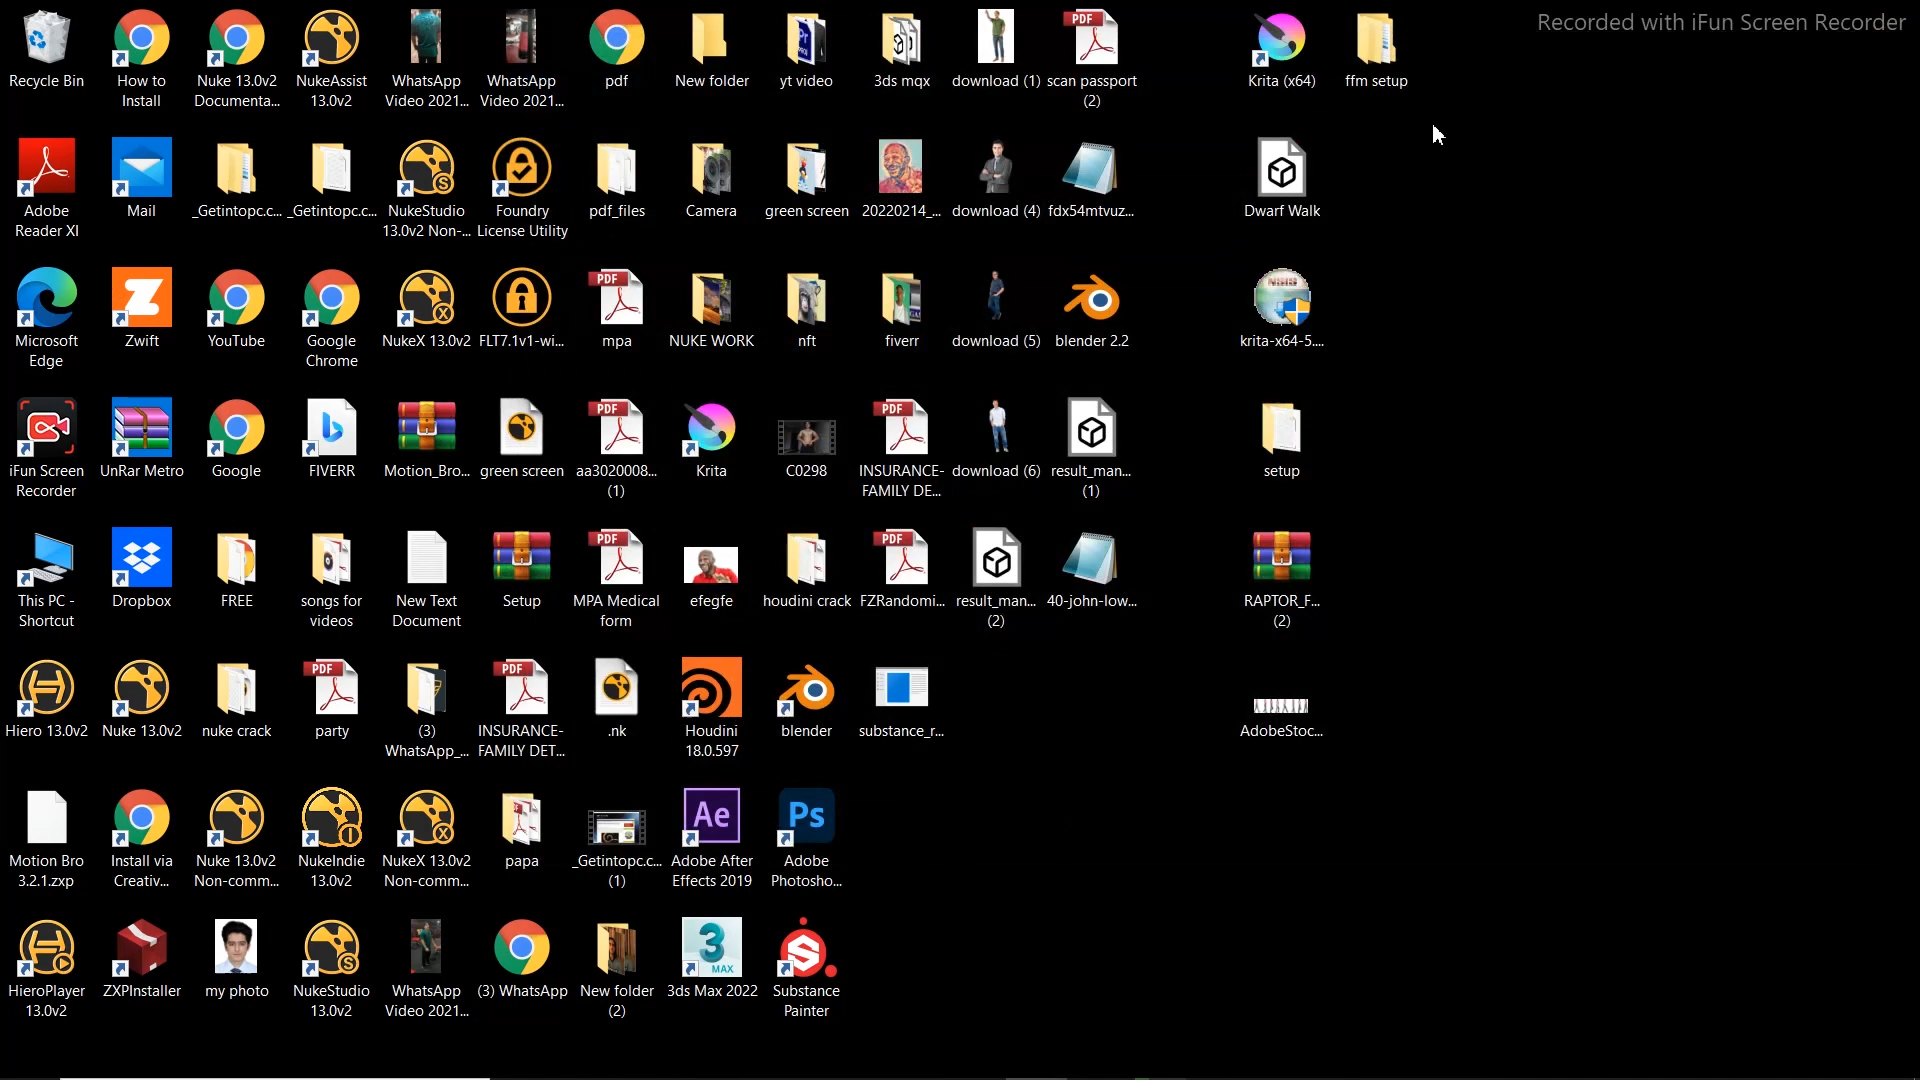 Recorded with iFun Screen Recorder
Recycle Bin
How to
Install
Nuke 13.0v2
Documenta...
NukeAssist
13.0v2
WhatsApp
Video 2021...
WhatsApp
Video 2021...
pdf
New folder
yt video
3ds mqx
download (1)
scan passport
(2)
Krita (x64)
ffm setup
Adobe
Reader XI
Mail
_Getintopc.c...
_Getintopc.c...
NukeStudio
13.0v2 Non-...
Foundry
License Utility
pdf_files
Camera
green screen
20220214_...
download (4)
fdx54mtvuz...
Dwarf Walk
Microsoft
Edge
Zwift
YouTube
Google
Chrome
NukeX 13.0v2
FLT7.1v1-wi...
PDF
mpa
NUKE WORK
nft
fiverr
download (5)
blender 2.2
krita-x64-5....
iFun Screen
Recorder
UnRar Metro
Google
FIVERR
Motion_Bro...
green screen
PDF
aa3020008...
(1)
Krita
C0298
PDF
INSURANCE-
FAMILY DE...
download (6)
result_man...
(1)
setup
This PC -
Shortcut
Dropbox
FREE
songs for
videos
New Text
Document
Setup
PDF
MPA Medical
form
efegfe
houdini crack
PDF
FZRandomi...
result_man...
(2)
40-john-low...
RAPTOR_F...
(2)
Hiero 13.0v2
Nuke 13.0v2
nuke crack
PDF
party
(3)
WhatsApp_...
PDF
INSURANCE-
FAMILY DET...
.nk
Houdini
18.0.597
blender
substance_r...
AdobeStoc...
Motion Bro
3.2.1.zxp
Install via
Creativ...
Nuke 13.0v2
Non-comm...
NukeIndie
13.0v2
NukeX 13.0v2
Non-comm...
papa
_Getintopc.c...
(1)
Ae
Adobe After
Effects 2019
Ps
Adobe
Photosho...
HieroPlayer
13.0v2
ZXPInstaller
my photo
NukeStudio
13.0v2
WhatsApp
Video 2021...
(3) WhatsApp
New folder
(2)
3
MAX
3ds Max 2022
Substance
Painter